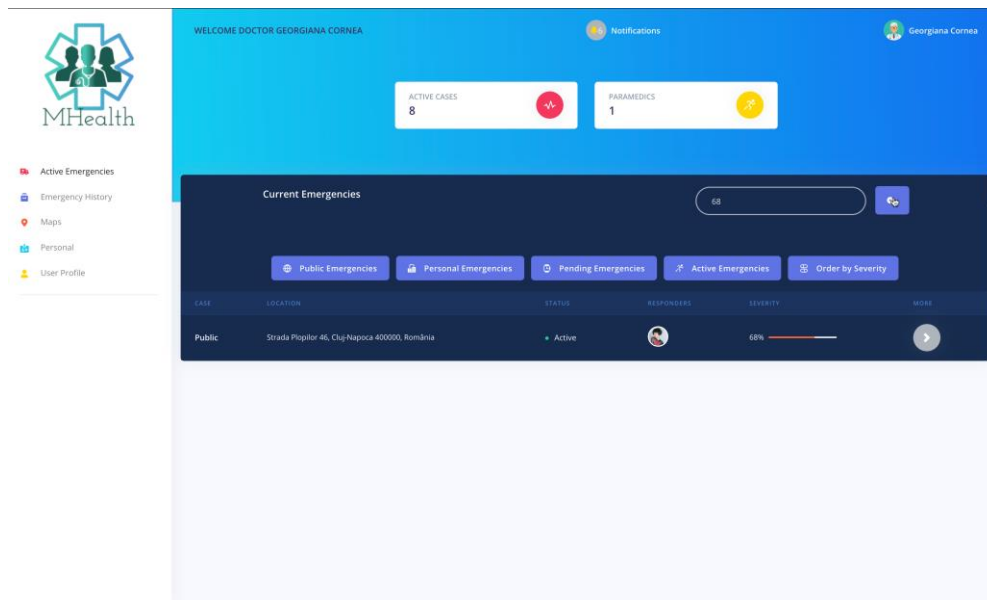 MHealth
Active Emergencies
Emergency History
Maps
Personal
User Profile
WELCOME DOCTOR GEORGIANA CORNEA
Notifications
Georgiana Cornea
ACTIVE CASES
8
PARAMEDICS
1
Current Emergencies
68
Public Emergencies
Personal Emergencies
Pending Emergencies
Active Emergencies
Order by Severity
CASE LOCATION STATUS RESPONDERS SEVERITY MORE
Public Strada Plopilor 46, Cluj-Napoca 400000, România Active 68%